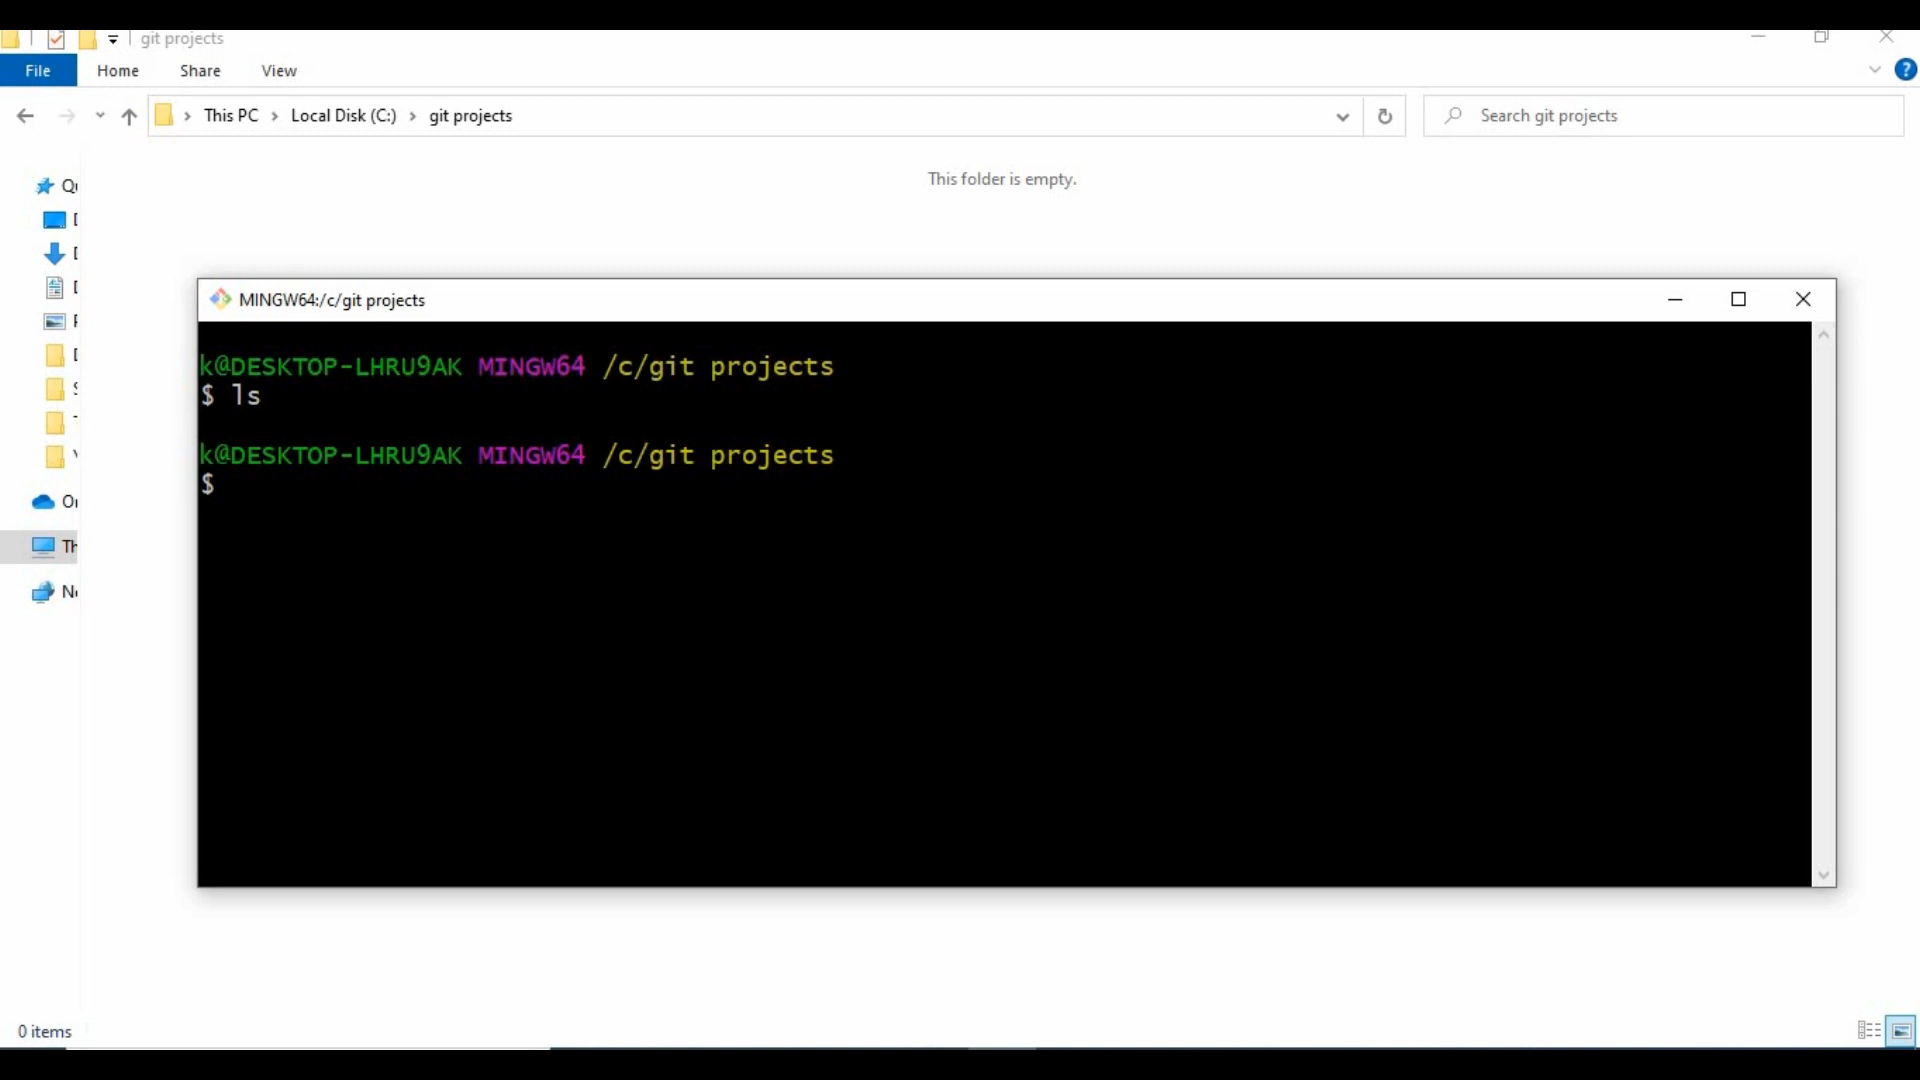 git projects
File Home Share View
This PC › Local Disk (C:) › git projects
Search git projects
This folder is empty.
MINGW64:/c/git projects
k@DESKTOP-LHRU9AK MINGW64 /c/git projects
$ ls
k@DESKTOP-LHRU9AK MINGW64 /c/git projects
$
0 items